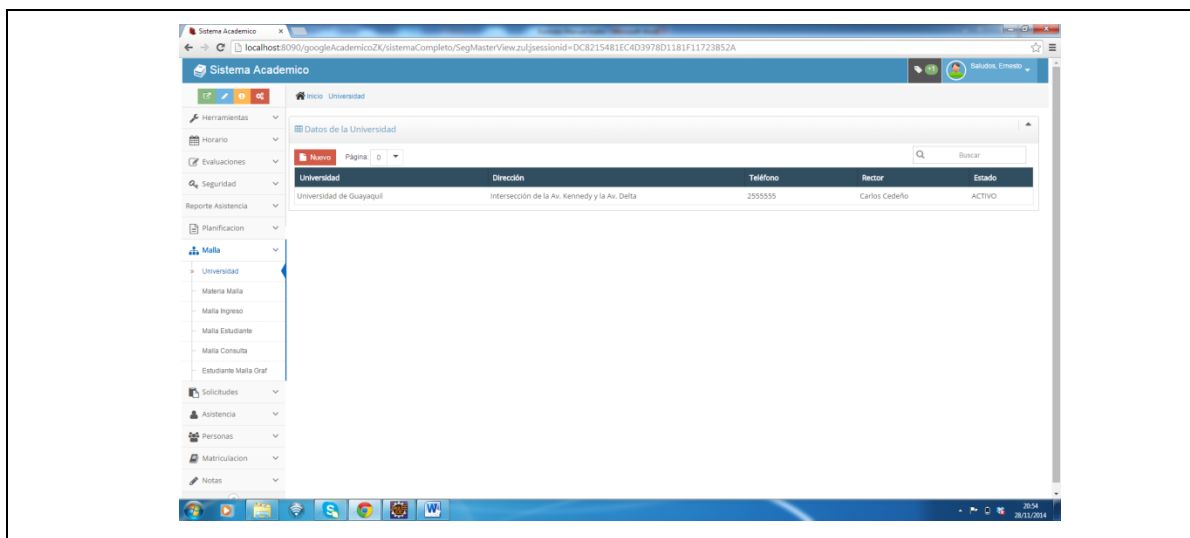 Sistema Academico
localhost:8090/googleAcademicoZK/sistemaCompleto/SegMasterView.zul;jsessionid=DC8215481EC4D3978D1181F11723B52A
Sistema Academico
+3
Saludos, Ernesto
Inicio Universidad
Herramientas
Horario
Evaluaciones
Seguridad
Reporte Asistencia
Planificacion
Malla
Universidad
Materia Malla
Malla Ingreso
Malla Estudiante
Malla Consulta
Estudiante Malla Graf
Solicitudes
Asistencia
Personas
Matriculacion
Notas
Datos de la Universidad
Nuevo Página: 0 Buscar
Universidad Dirección Teléfono Rector Estado
Universidad de Guayaquil Intersección de la Av. Kennedy y la Av. Delta 2555555 Carlos Cedeño ACTIVO
20:54
28/11/2014